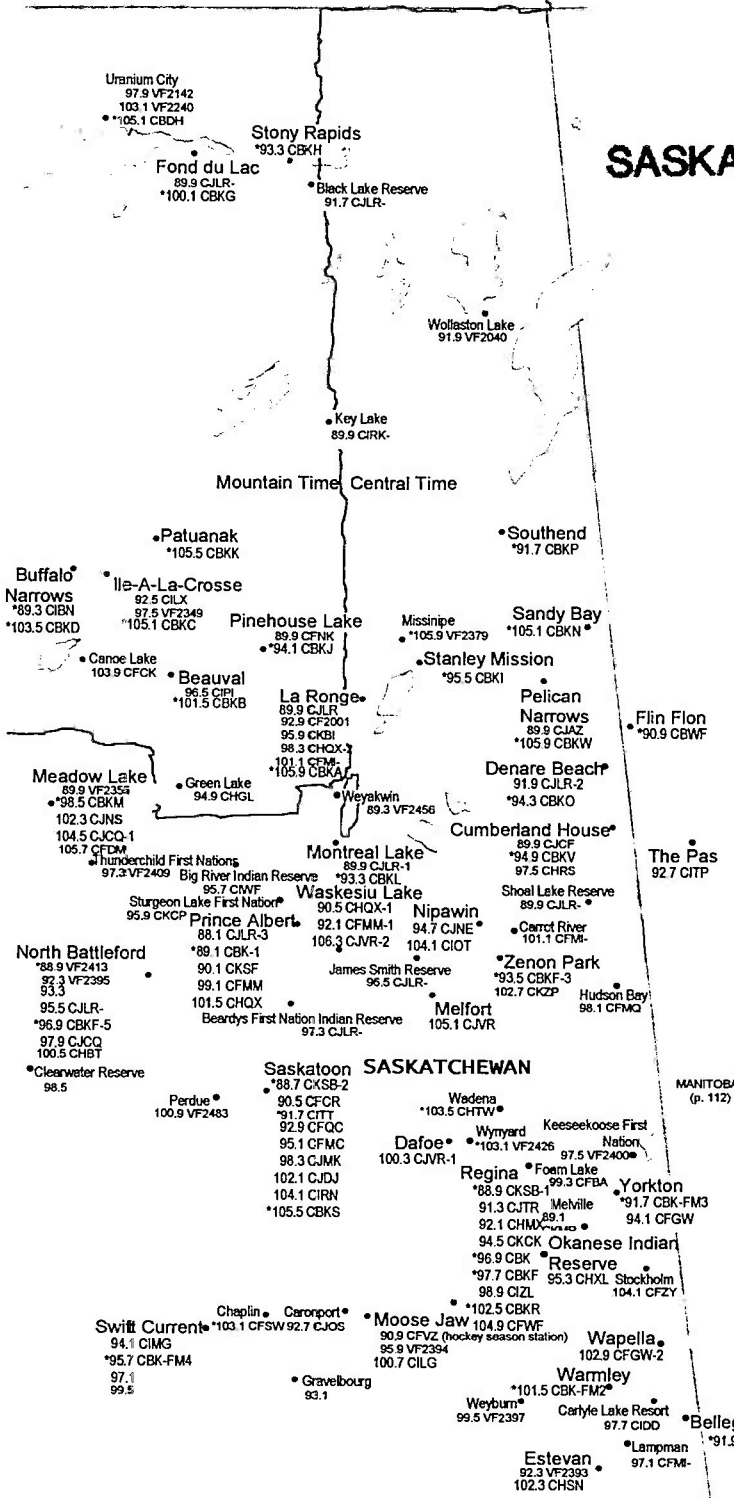 Uranium City
97.9 VF2142
103.1 VF2240
*105.1 CBDH
Stony Rapids
*93.3 CBKH
SASKA
Fond du Lac
89.9 CJLR-
*100.1 CBKG
Black Lake Reserve
91.7 CJLR-
Wollaston Lake
91.9 VF2040
Key Lake
89.9 CIRK-
Mountain Time Central Time
Patuanak
*105.5 CBKK
Southend
*91.7 CBKP
Buffalo
Narrows
*89.3 CIBN
*103.5 CBKD
Ile-A-La-Crosse
92.5 CILX
97.5 VF2349
*105.1 CBKC
Pinehouse Lake
89.9 CFNK
*94.1 CBKJ
Missinipe
*105.9 VF2379
Sandy Bay
*105.1 CBKN
Canoe Lake
103.9 CFCK
Beauval
96.5 CIPI
*101.5 CBKB
Stanley Mission
*95.5 CBKI
La Ronge
89.9 CJLR
92.9 CF2001
95.9 CKBI
98.3 CHQX-
101.1 CFMI-
*105.9 CBKA
Pelican
Narrows
89.9 CJAZ
*105.9 CBKW
Flin Flon
*90.9 CBWF
Meadow Lake
89.9 VF2355
*98.5 CBKM
102.3 CJNS
104.5 CJCQ-1
105.7 CFDM
Green Lake
94.9 CHGL
Weyakwin
89.3 VF2456
Denare Beach
91.9 CJLR-2
*94.3 CBKO
Thunderchild First Nations
97.3 VF2409
Big River Indian Reserve
95.7 CIWF
Montreal Lake
89.9 CJLR-1
*93.3 CBKL
Cumberland House
89.9 CJCF
*94.9 CBKV
97.5 CHRS
The Pas
92.7 CITP
Sturgeon Lake First Nation
95.9 CKCP
Waskesiu Lake
90.5 CHQX-1
92.1 CFMM-1
106.3 CJVR-2
Shoal Lake Reserve
89.9 CJLR-
Prince Albert
88.1 CJLR-3
*89.1 CBK-1
90.1 CKSF
99.1 CFMM
101.5 CHQX
Nipawin
94.7 CJNE
104.1 CIOT
Carrot River
101.1 CFMI-
North Battleford
*88.9 VF2413
92.3 VF2395
93.3
95.5 CJLR-
*96.9 CBKF-5
97.9 CJCQ
100.5 CHBT
James Smith Reserve
96.5 CJLR-
Zenon Park
*93.5 CBKF-3
102.7 CKZP
Hudson Bay
98.1 CFMQ
Beardys First Nation Indian Reserve
97.3 CJLR-
Melfort
105.1 CJVR
Clearwater Reserve
98.5
Saskatoon
*88.7 CKSB-2
90.5 CFCR
*91.7 CITT
92.9 CFQC
95.1 CFMC
98.3 CJMK
102.1 CJDJ
104.1 CIRN
*105.5 CBKS
SASKATCHEWAN
MANITOBA
(p. 112)
Perdue
100.9 VF2483
Wadena
*103.5 CHTW
Dafoe
100.3 CJVR-1
Wynyard
*103.1 VF2426
Keeseekoose First
Nation
97.5 VF2400
Regina
*88.9 CKSB-1
91.3 CJTR
92.1 CHMX
94.5 CKCK
*96.9 CBK
*97.7 CBKF
98.9 CIZL
*102.5 CBKR
104.9 CFWF
Foam Lake
99.3 CFBA
Melville
89.1
Yorkton
*91.7 CBK-FM3
94.1 CFGW
Okanese Indian
Reserve
95.3 CHXL
Stockholm
104.1 CFZY
Swift Current
94.1 CIMG
*95.7 CBK-FM4
97.1
99.5
Chaplin
*103.1 CFSW
Caronport
92.7 CJOS
Moose Jaw
90.9 CFVZ (hockey season station)
95.9 VF2394
100.7 CILG
Wapella
102.9 CFGW-2
Gravelbourg
93.1
Warmley
*101.5 CBK-FM2
Weyburn
99.5 VF2397
Carlyle Lake Resort
97.7 CIDD
Belleg
*91.9
Lampman
97.1 CFMI-
Estevan
92.3 VF2393
102.3 CHSN